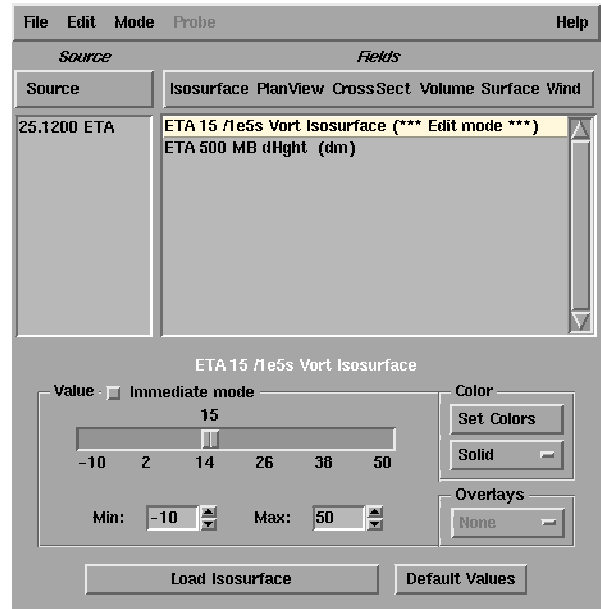 File Edit Mode Probe Help
Source Fields
Source Isosurface PlanView CrossSect Volume Surface Wind
25.1200 ETA
ETA 15 /1e5s Vort Isosurface (*** Edit mode ***)
ETA 500 MB dHght (dm)
ETA 15 /1e5s Vort Isosurface
Value Immediate mode
15
-10 2 14 26 38 50
Min: -10 Max: 50
Color
Set Colors
Solid
Overlays
None
Load Isosurface Default Values